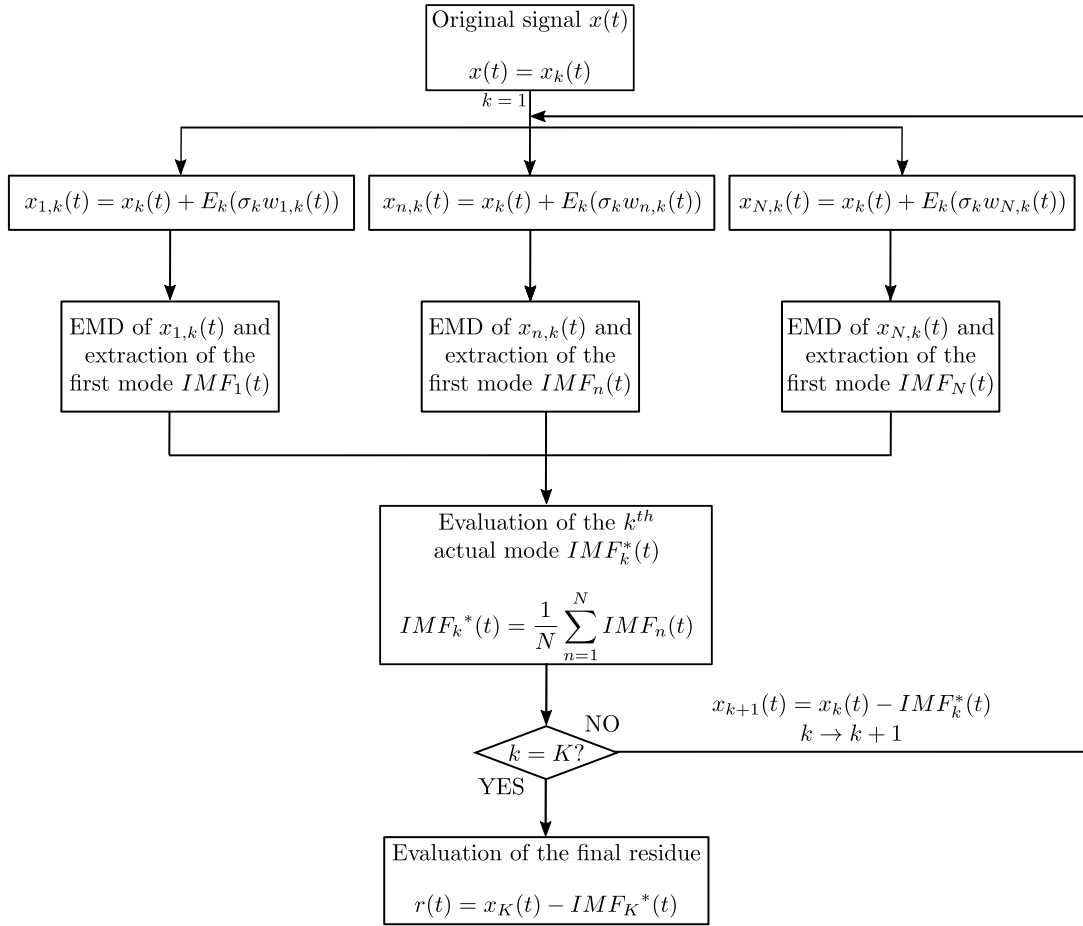 Original signal $x(t)$
$x(t) = x_k(t)$
$k = 1$
$x_{1,k}(t) = x_k(t) + E_k(\sigma_k w_{1,k}(t))$
$x_{n,k}(t) = x_k(t) + E_k(\sigma_k w_{n,k}(t))$
$x_{N,k}(t) = x_k(t) + E_k(\sigma_k w_{N,k}(t))$
EMD of $x_{1,k}(t)$ and
extraction of the
first mode $IMF_1(t)$
EMD of $x_{n,k}(t)$ and
extraction of the
first mode $IMF_n(t)$
EMD of $x_{N,k}(t)$ and
extraction of the
first mode $IMF_N(t)$
Evaluation of the $k^{th}$
actual mode $IMF_k^*(t)$
$IMF_k{}^*(t) = \frac{1}{N} \sum_{n=1}^{N} IMF_n(t)$
$x_{k+1}(t) = x_k(t) - IMF_k^*(t)$
$k \to k + 1$
NO
$k = K?$
YES
Evaluation of the final residue
$r(t) = x_K(t) - IMF_K{}^*(t)$